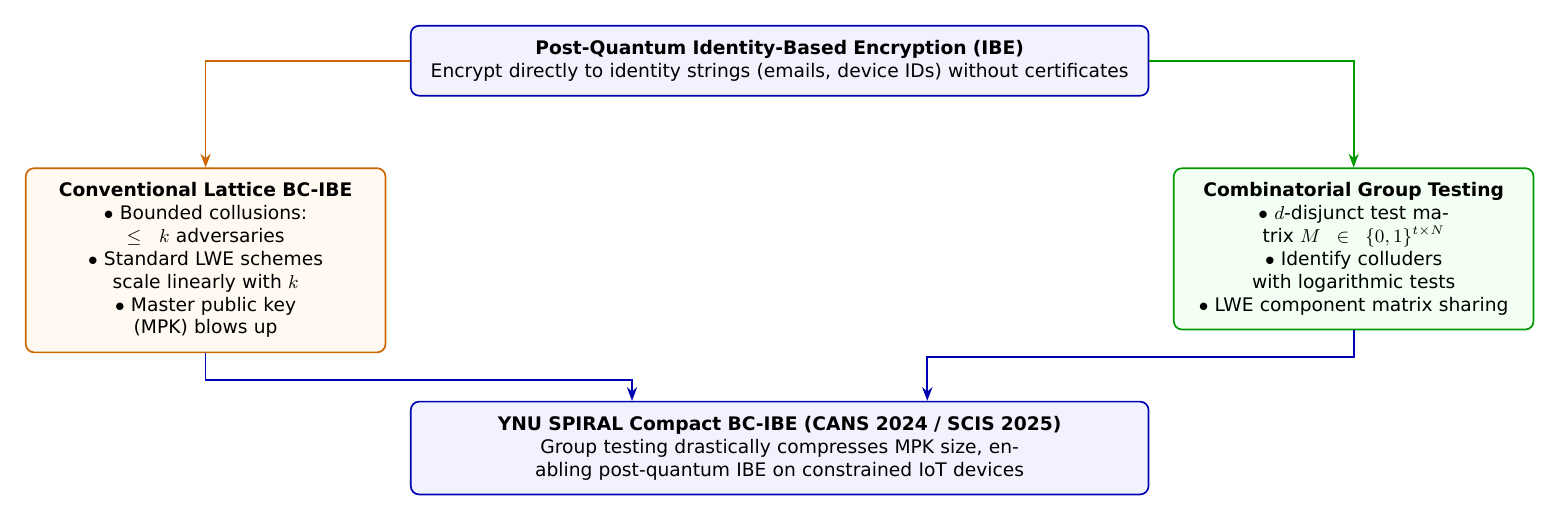 Post-Quantum Identity-Based Encryption (IBE)
Encrypt directly to identity strings (emails, device IDs) without certificates
Conventional Lattice BC-IBE
• Bounded collusions:
≤ k adversaries
• Standard LWE schemes
scale linearly with k
• Master public key
(MPK) blows up
Combinatorial Group Testing
• d-disjunct test ma-
trix M ∈ {0, 1}^{t×N}
• Identify colluders
with logarithmic tests
• LWE component matrix sharing
YNU SPIRAL Compact BC-IBE (CANS 2024 / SCIS 2025)
Group testing drastically compresses MPK size, en-
abling post-quantum IBE on constrained IoT devices